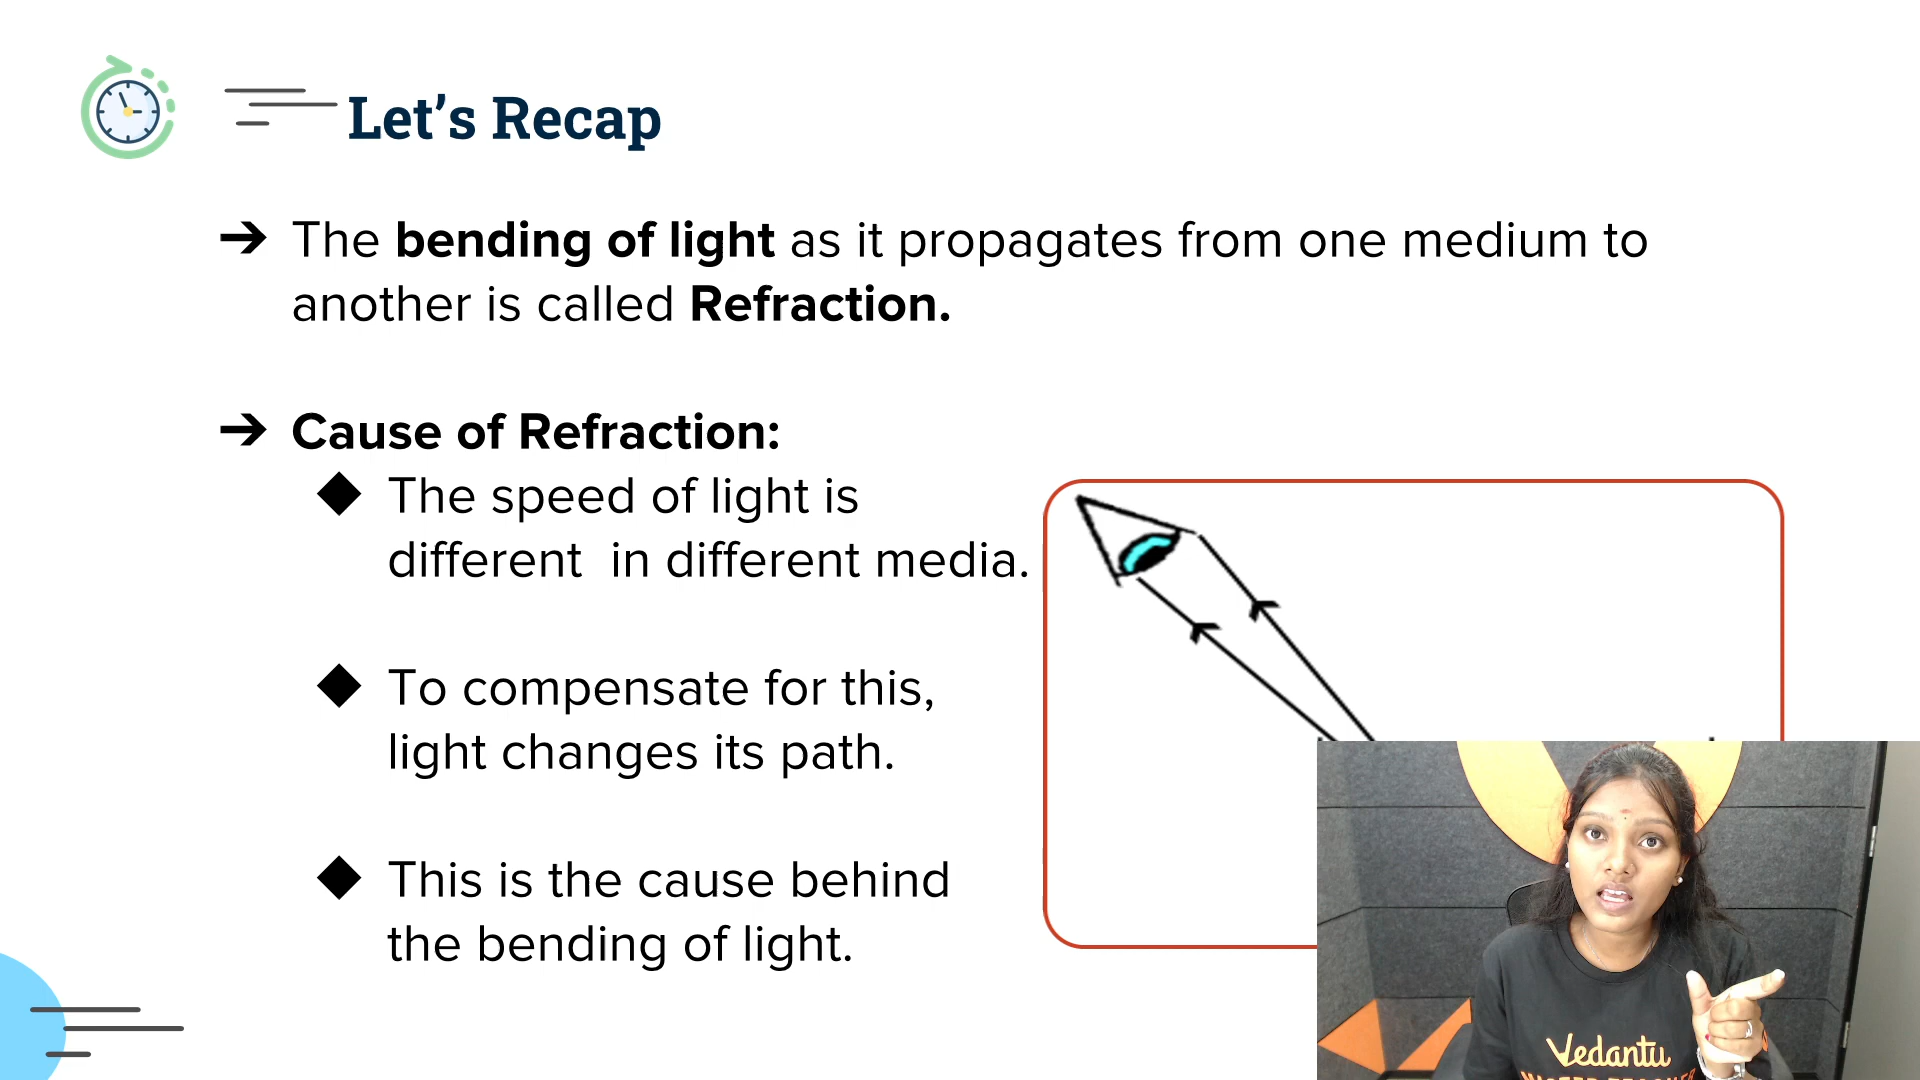 Let’s Recap
➔ The bending of light as it propagates from one medium to
another is called Refraction.
➔ Cause of Refraction:
◆ The speed of light is
different  in different media.
◆ To compensate for this,
light changes its path.
◆ This is the cause behind
the bending of light.
Vedantu